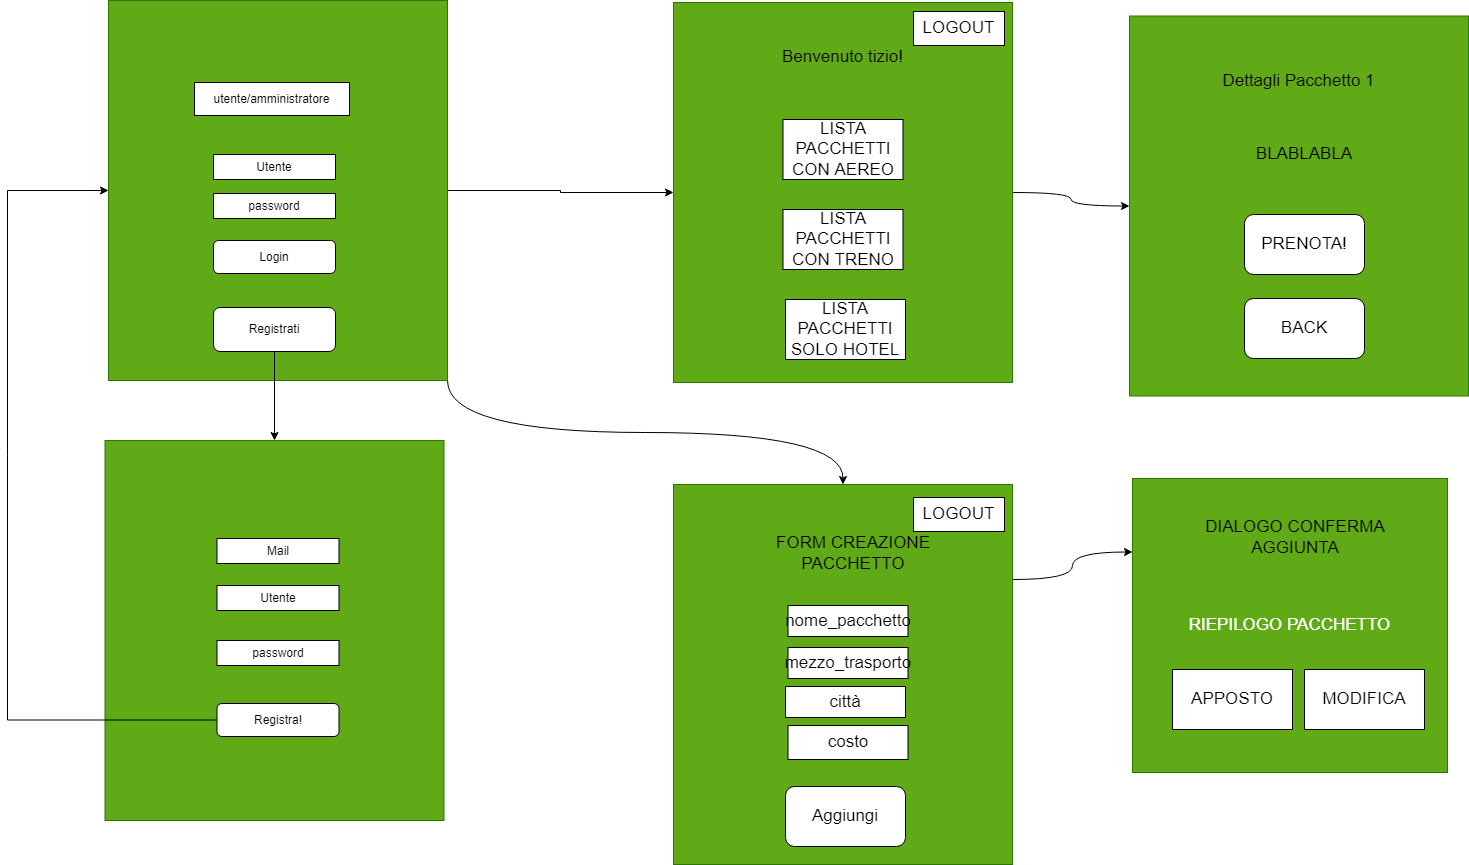 utente/amministratore
Utente
password
Login
Registrati
LOGOUT
Benvenuto tizio!
LISTA
PACCHETTI
CON AEREO
LISTA
PACCHETTI
CON TRENO
LISTA
PACCHETTI
SOLO HOTEL
Dettagli Pacchetto 1
BLABLABLA
PRENOTA!
BACK
Mail
Utente
password
Registra!
LOGOUT
FORM CREAZIONE
PACCHETTO
nome_pacchetto
mezzo_trasporto
città
costo
Aggiungi
DIALOGO CONFERMA
AGGIUNTA
RIEPILOGO PACCHETTO
APPOSTO
MODIFICA